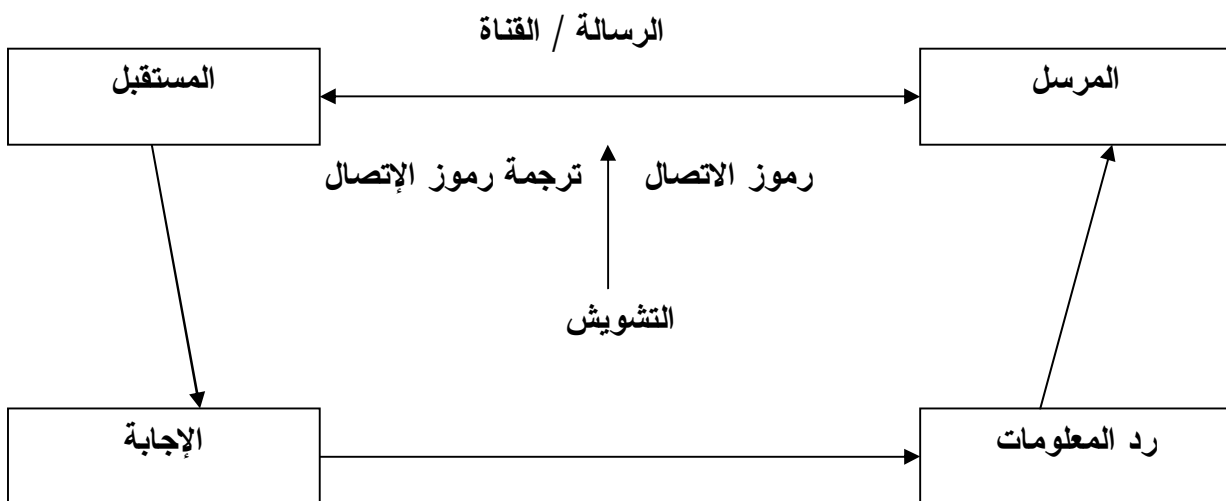 الرسالة / القناة
المرسل
المستقبل
رموز الاتصال
ترجمة رموز الإتصال
التشويش
رد المعلومات
الإجابة